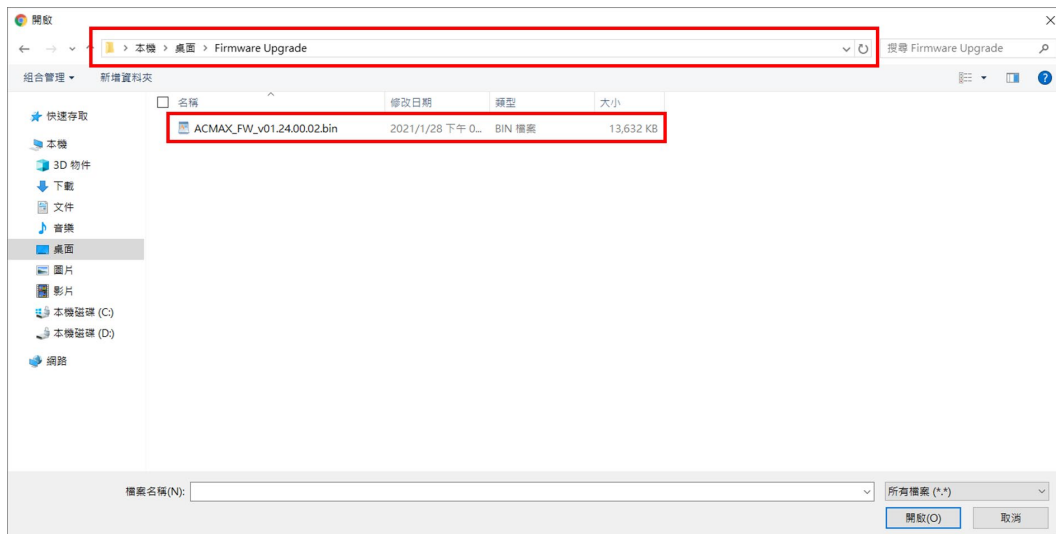 開啟
本機 > 桌面 > Firmware Upgrade
搜尋 Firmware Upgrade
組合管理
新增資料夾
名稱 修改日期 類型 大小
ACMAX_FW_v01.24.00.02.bin 2021/1/28 下午 0... BIN 檔案 13,632 KB
快速存取
本機
3D 物件
下載
文件
音樂
桌面
圖片
影片
本機磁碟 (C:)
本機磁碟 (D:)
網路
檔案名稱(N):
所有檔案 (*.*)
開啟(O) 取消